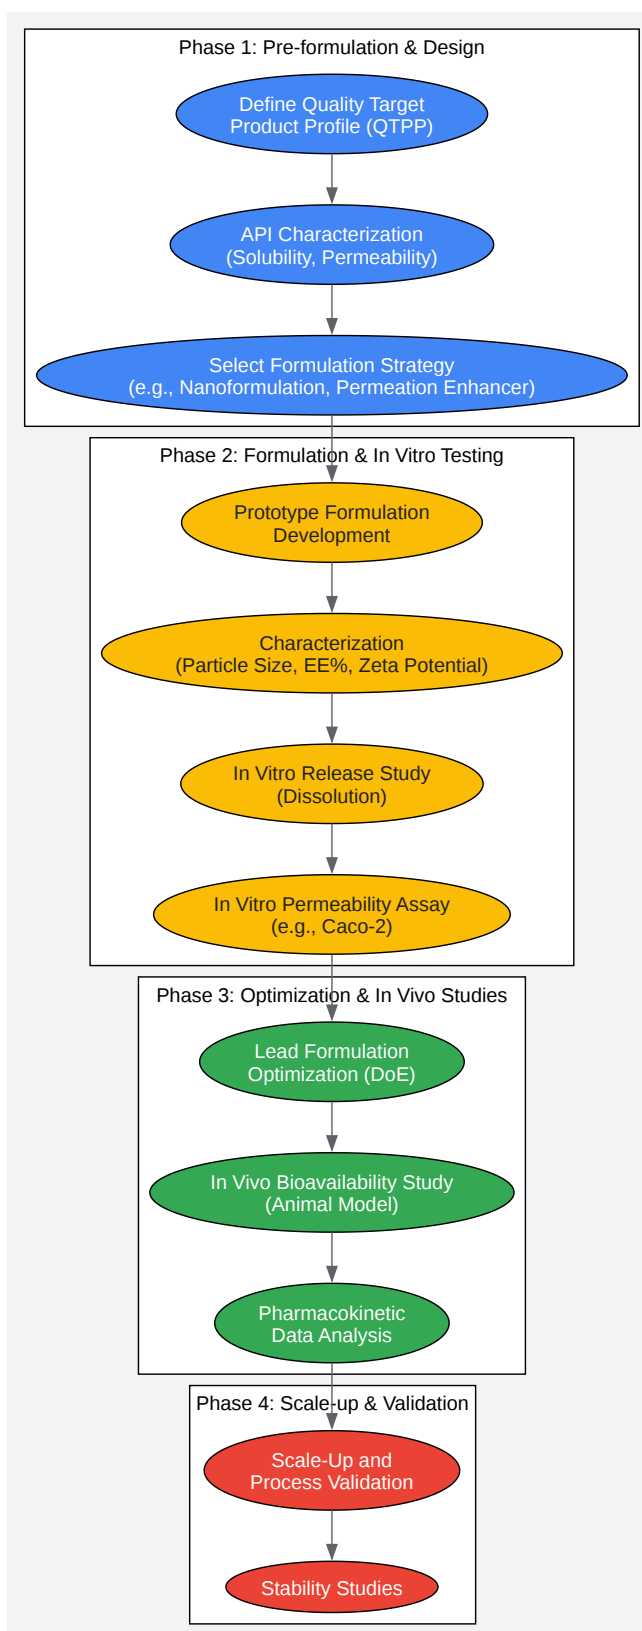 Phase 1: Pre-formulation & Design
Define Quality Target
Product Profile (QTPP)
API Characterization
(Solubility, Permeability)
Select Formulation Strategy
(e.g., Nanoformulation, Permeation Enhancer)
Phase 2: Formulation & In Vitro Testing
Prototype Formulation
Development
Characterization
(Particle Size, EE%, Zeta Potential)
In Vitro Release Study
(Dissolution)
In Vitro Permeability Assay
(e.g., Caco-2)
Phase 3: Optimization & In Vivo Studies
Lead Formulation
Optimization (DoE)
In Vivo Bioavailability Study
(Animal Model)
Pharmacokinetic
Data Analysis
Phase 4: Scale-up & Validation
Scale-Up and
Process Validation
Stability Studies